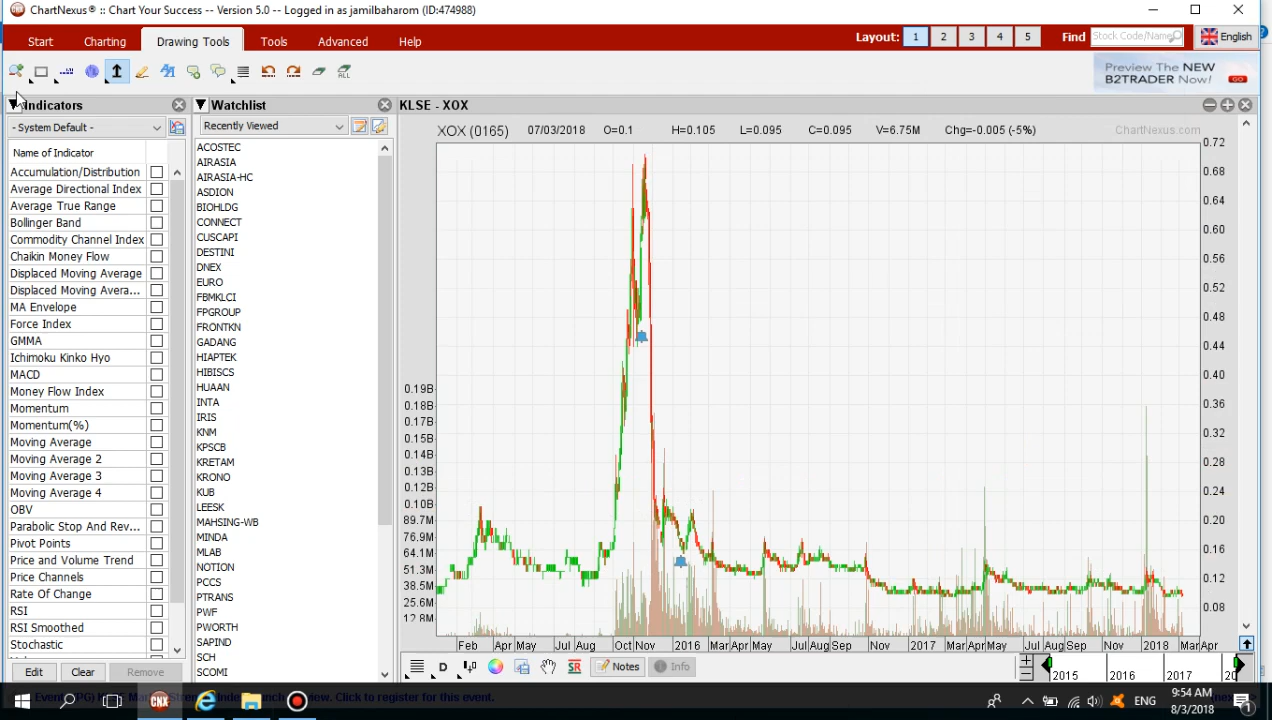 ChartNexus® :: Chart Your Success -- Version 5.0 -- Logged in as jamilbaharom (ID:474988)
Start Charting Drawing Tools Tools Advanced Help Layout: 1 2 3 4 5 Find Stock Code/Name English
ALL
Preview The NEW
B2TRADER Now! GO
Indicators
- System Default -
Name of Indicator
Accumulation/Distribution
Average Directional Index
Average True Range
Bollinger Band
Commodity Channel Index
Chaikin Money Flow
Displaced Moving Average
Displaced Moving Avera...
MA Envelope
Force Index
GMMA
Ichimoku Kinko Hyo
MACD
Money Flow Index
Momentum
Momentum(%)
Moving Average
Moving Average 2
Moving Average 3
Moving Average 4
OBV
Parabolic Stop And Rev...
Pivot Points
Price and Volume Trend
Price Channels
Rate Of Change
RSI
RSI Smoothed
Stochastic
Edit Clear Remove
Watchlist
Recently Viewed
ACOSTEC
AIRASIA
AIRASIA-HC
ASDION
BIOHLDG
CONNECT
CUSCAPI
DESTINI
DNEX
EURO
FBMKLCI
FPGROUP
FRONTKN
GADANG
HIAPTEK
HIBISCS
HUAAN
INTA
IRIS
KNM
KPSCB
KRETAM
KRONO
KUB
LEESK
MAHSING-WB
MINDA
MLAB
NOTION
PCCS
PTRANS
PWF
PWORTH
SAPIND
SCH
SCOMI
KLSE - XOX
XOX (0165) 07/03/2018 O=0.1 H=0.105 L=0.095 C=0.095 V=6.75M Chg=-0.005 (-5%) ChartNexus.com
0.72
0.68
0.64
0.60
0.56
0.52
0.48
0.44
0.40
0.36
0.32
0.28
0.24
0.20
0.16
0.12
0.08
0.19B
0.18B
0.17B
0.15B
0.14B
0.13B
0.12B
0.10B
89.7M
76.9M
64.1M
51.3M
38.5M
25.6M
12.8M
Feb Apr May Jul Aug Oct Nov 2016 Mar Apr May Jul Aug Sep Nov 2017 Mar Apr May Jul Aug Sep Nov 2018 Mar Apr
D SR Notes Info
2015 2016 2017
CNX
ENG
9:54 AM
8/3/2018
1